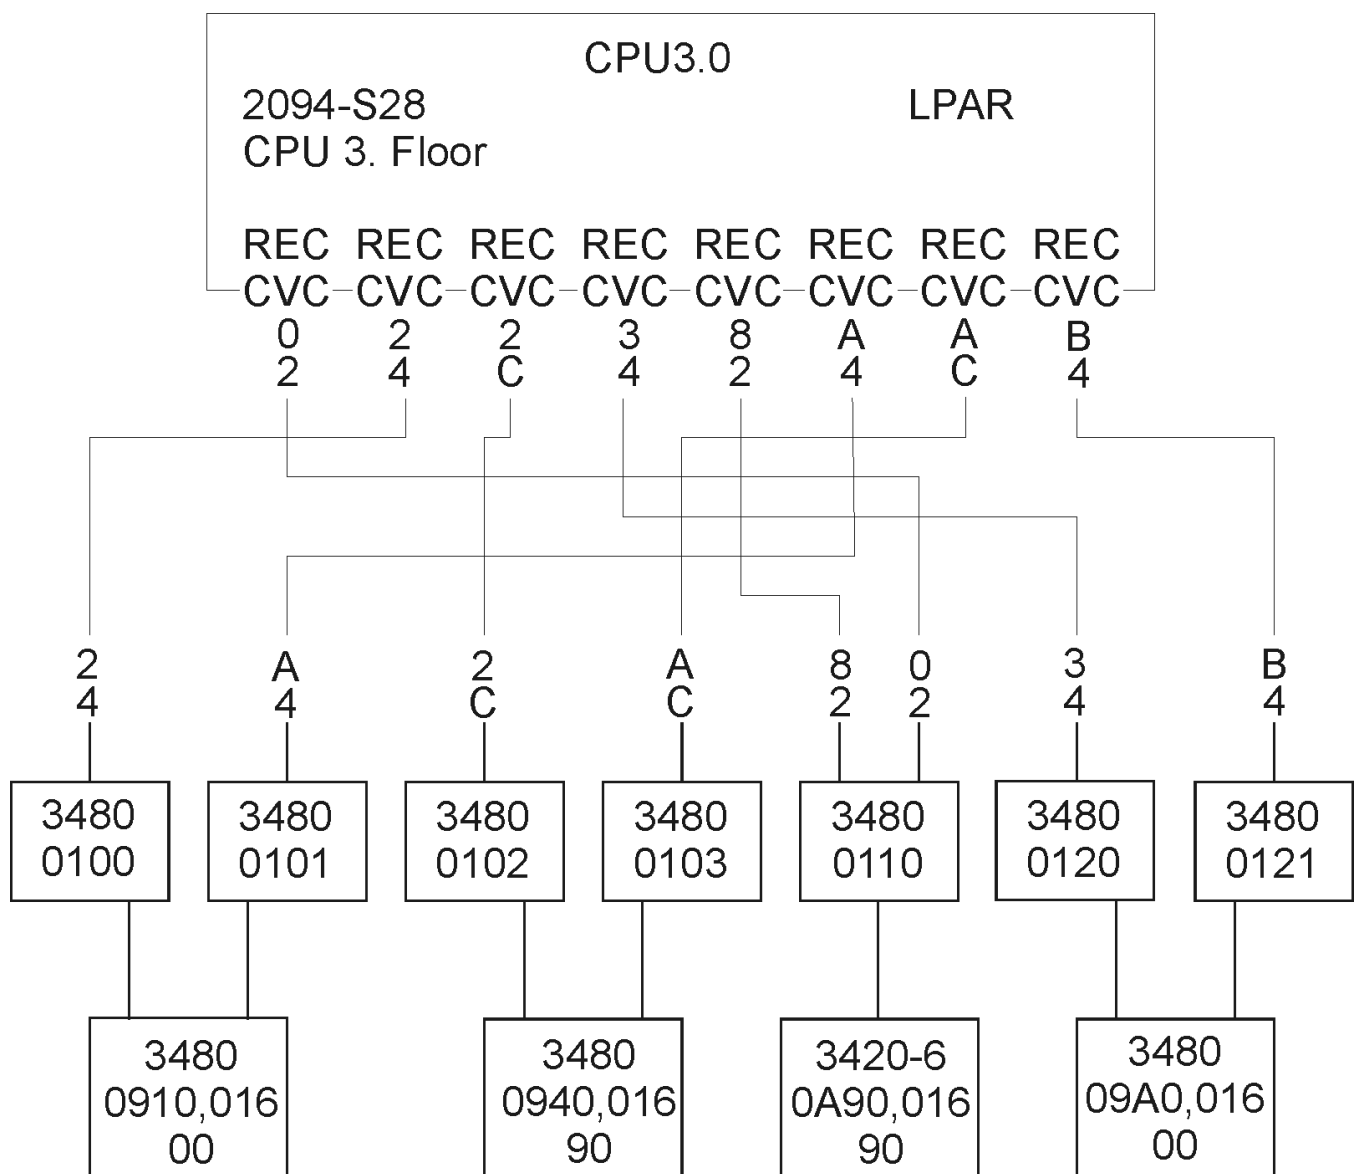 CPU3.0
2094-S28 LPAR
CPU 3. Floor
REC REC REC REC REC REC REC REC
CVC CVC CVC CVC CVC CVC CVC CVC
0 2 2 3 8 A A B
2 4 C 4 2 4 C 4
2 A 2 A 8 0 3 B
4 4 C C 2 2 4 4
3480 3480 3480 3480 3480 3480 3480
0100 0101 0102 0103 0110 0120 0121
3480 3480 3420-6 3480
0910,016 0940,016 0A90,016 09A0,016
00 90 90 00